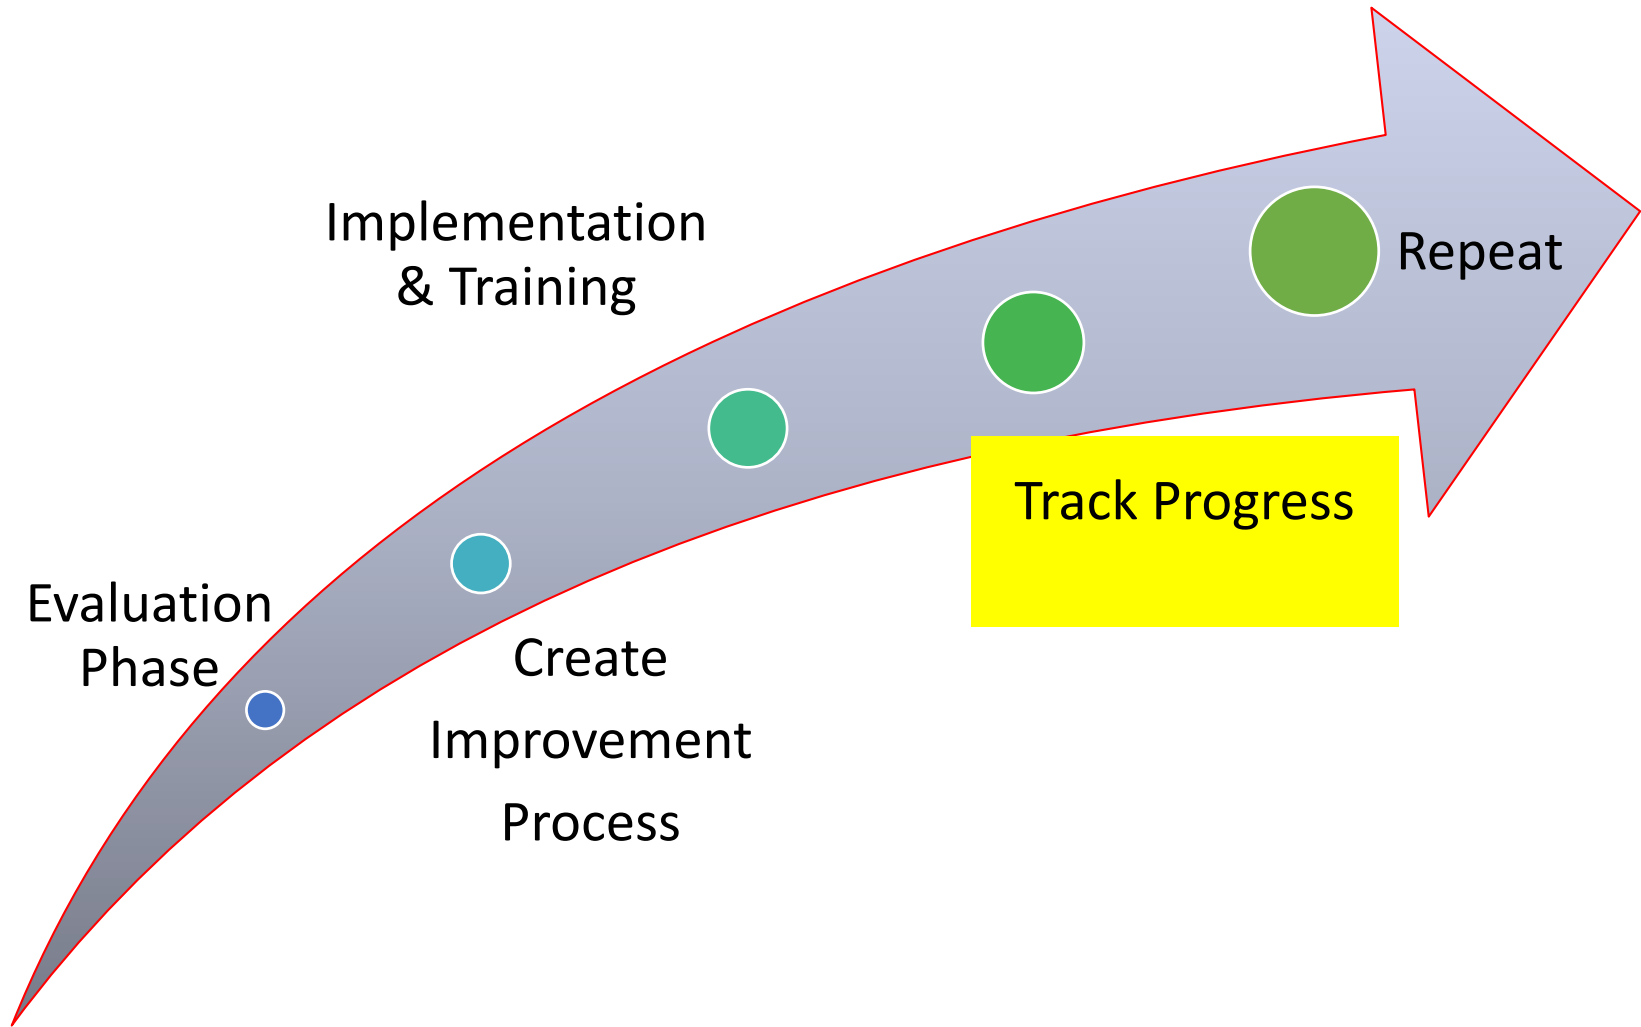 Evaluation
Phase
Create
Improvement
Process
Implementation
& Training
Track Progress
Repeat